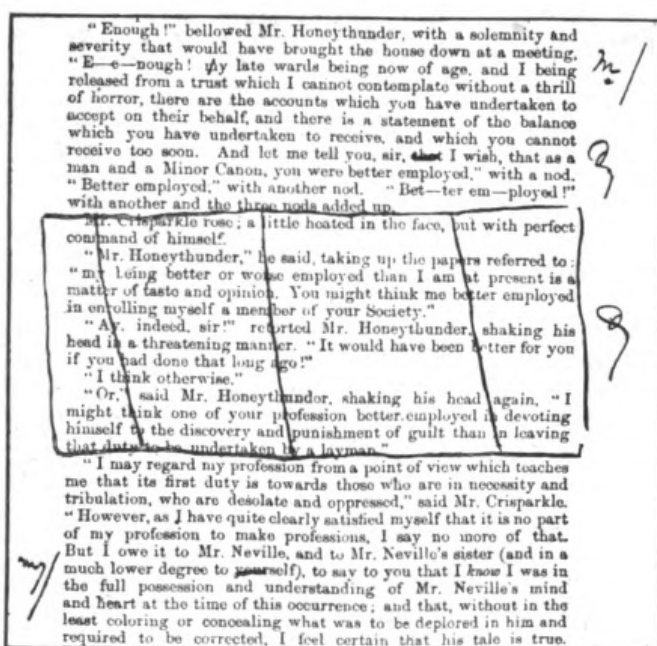 “Enough!” bellowed Mr. Honeythunder, with a solemnity and
severity that would have brought the house down at a meeting,
“E—e—nough! My late wards being now of age, and I being
released from a trust which I cannot contemplate without a thrill
of horror, there are the accounts which you have undertaken to
accept on their behalf, and there is a statement of the balance
which you have undertaken to receive, and which you cannot
receive too soon. And let me tell you, sir, that I wish, that as a
man and a Minor Canon, you were better employed,” with a nod.
“Better employed,” with another nod. “Bet—ter em—ployed!”
with another and the three nods added up.
Mr. Crisparkle rose; a little heated in the face, but with perfect
command of himself.
“Mr. Honeythunder,” he said, taking up the papers referred to:
“my being better or worse employed than I am at present is a
matter of taste and opinion. You might think me better employed
in enrolling myself a member of your Society.”
“Ay, indeed, sir!” retorted Mr. Honeythunder, shaking his
head in a threatening manner. “It would have been better for you
if you had done that long ago!”
“I think otherwise.”
“Or,” said Mr. Honeythunder, shaking his head again, “I
might think one of your profession better employed in devoting
himself to the discovery and punishment of guilt than in leaving
that duty to be undertaken by a layman.”
“I may regard my profession from a point of view which teaches
me that its first duty is towards those who are in necessity and
tribulation, who are desolate and oppressed,” said Mr. Crisparkle.
“However, as I have quite clearly satisfied myself that it is no part
of my profession to make professions, I say no more of that.
But I owe it to Mr. Neville, and to Mr. Neville's sister (and in a
much lower degree to yourself), to say to you that I know I was in
the full possession and understanding of Mr. Neville's mind
and heart at the time of this occurrence; and that, without in the
least coloring or concealing what was to be deplored in him and
required to be corrected, I feel certain that his tale is true.